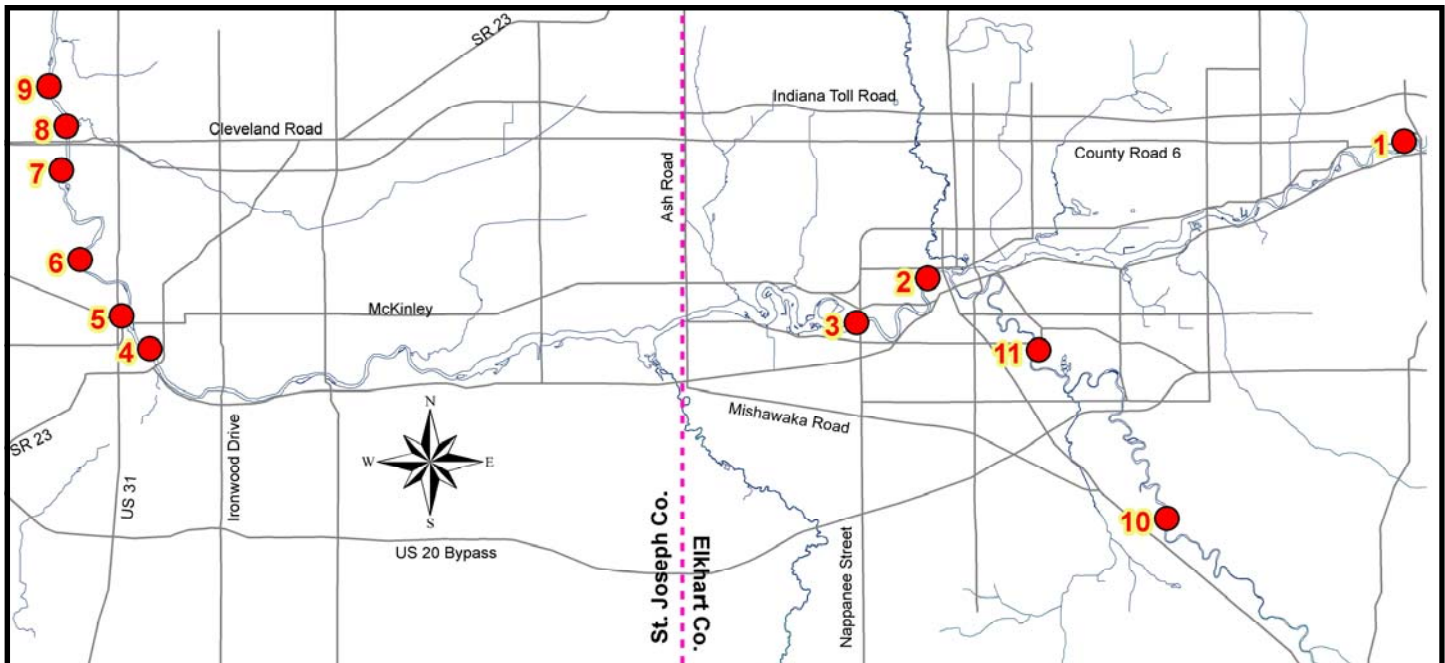 SR 23
9
Indiana Toll Road
8
Cleveland Road
1
County Road 6
7
Ash Road
6
2
McKinley
5
3
4
11
N
Mishawaka Road
SR 23
W
E
Ironwood Drive
US 31
S
10
US 20 Bypass
St. Joseph Co.
Elkhart Co.
Nappanee Street